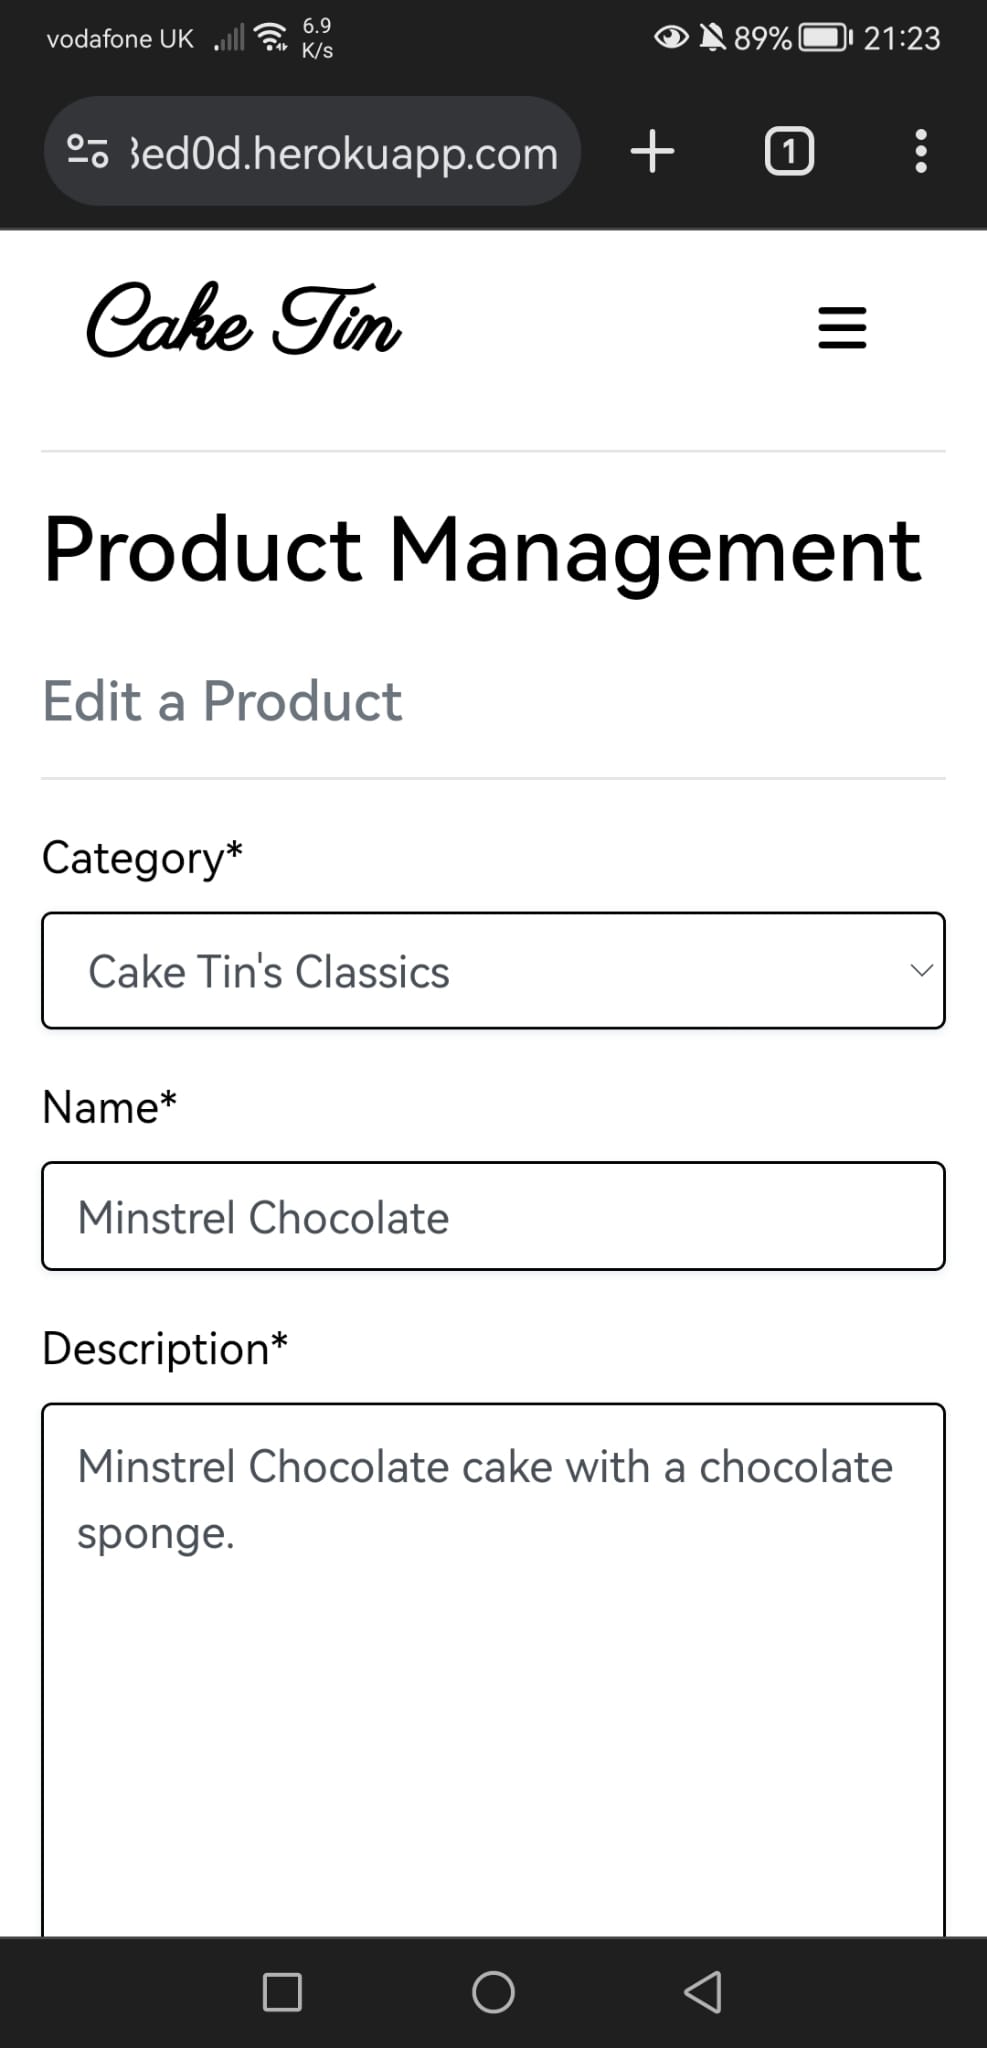 vodafone UK 6.9 K/s 89% 21:23
3ed0d.herokuapp.com 1
Cake Tin
Product Management
Edit a Product
Category*
Cake Tin's Classics
Name*
Minstrel Chocolate
Description*
Minstrel Chocolate cake with a chocolate
sponge.